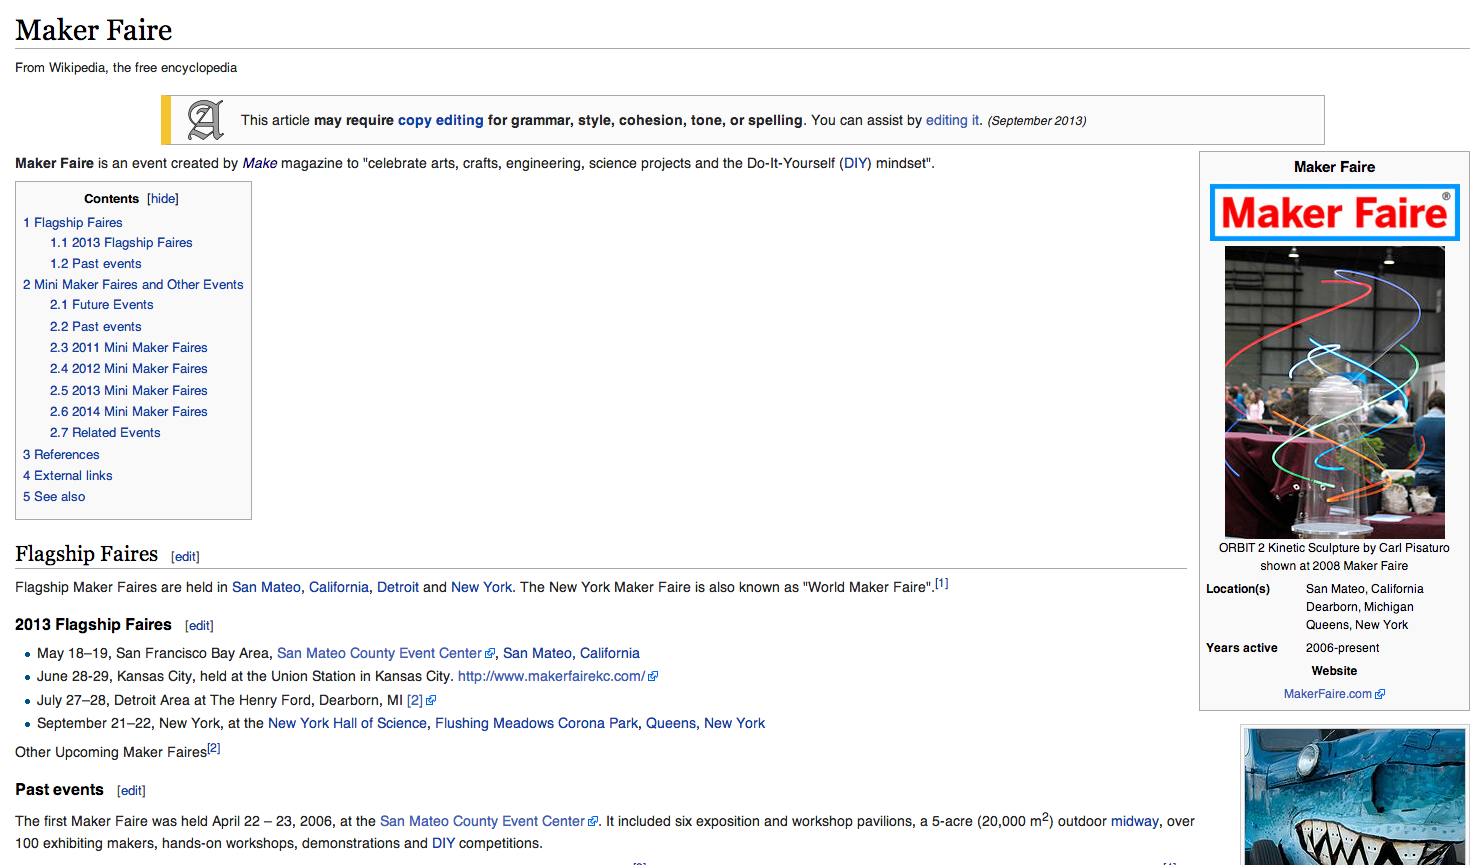 Maker Faire
From Wikipedia, the free encyclopedia
This article may require copy editing for grammar, style, cohesion, tone, or spelling. You can assist by editing it. (September 2013)
Maker Faire is an event created by Make magazine to "celebrate arts, crafts, engineering, science projects and the Do-It-Yourself (DIY) mindset".
Contents [hide]
1 Flagship Faires
1.1 2013 Flagship Faires
1.2 Past events
2 Mini Maker Faires and Other Events
2.1 Future Events
2.2 Past events
2.3 2011 Mini Maker Faires
2.4 2012 Mini Maker Faires
2.5 2013 Mini Maker Faires
2.6 2014 Mini Maker Faires
2.7 Related Events
3 References
4 External links
5 See also
Flagship Faires [edit]
Flagship Maker Faires are held in San Mateo, California, Detroit and New York. The New York Maker Faire is also known as "World Maker Faire".[1]
2013 Flagship Faires [edit]
• May 18–19, San Francisco Bay Area, San Mateo County Event Center, San Mateo, California
• June 28-29, Kansas City, held at the Union Station in Kansas City. http://www.makerfairekc.com/
• July 27–28, Detroit Area at The Henry Ford, Dearborn, MI [2]
• September 21–22, New York, at the New York Hall of Science, Flushing Meadows Corona Park, Queens, New York
Other Upcoming Maker Faires[2]
Past events [edit]
The first Maker Faire was held April 22 – 23, 2006, at the San Mateo County Event Center. It included six exposition and workshop pavilions, a 5-acre (20,000 m2) outdoor midway, over
100 exhibiting makers, hands-on workshops, demonstrations and DIY competitions.
Maker Faire
Maker Faire®
ORBIT 2 Kinetic Sculpture by Carl Pisaturo
shown at 2008 Maker Faire
Location(s) San Mateo, California
Dearborn, Michigan
Queens, New York
Years active 2006-present
Website
MakerFaire.com